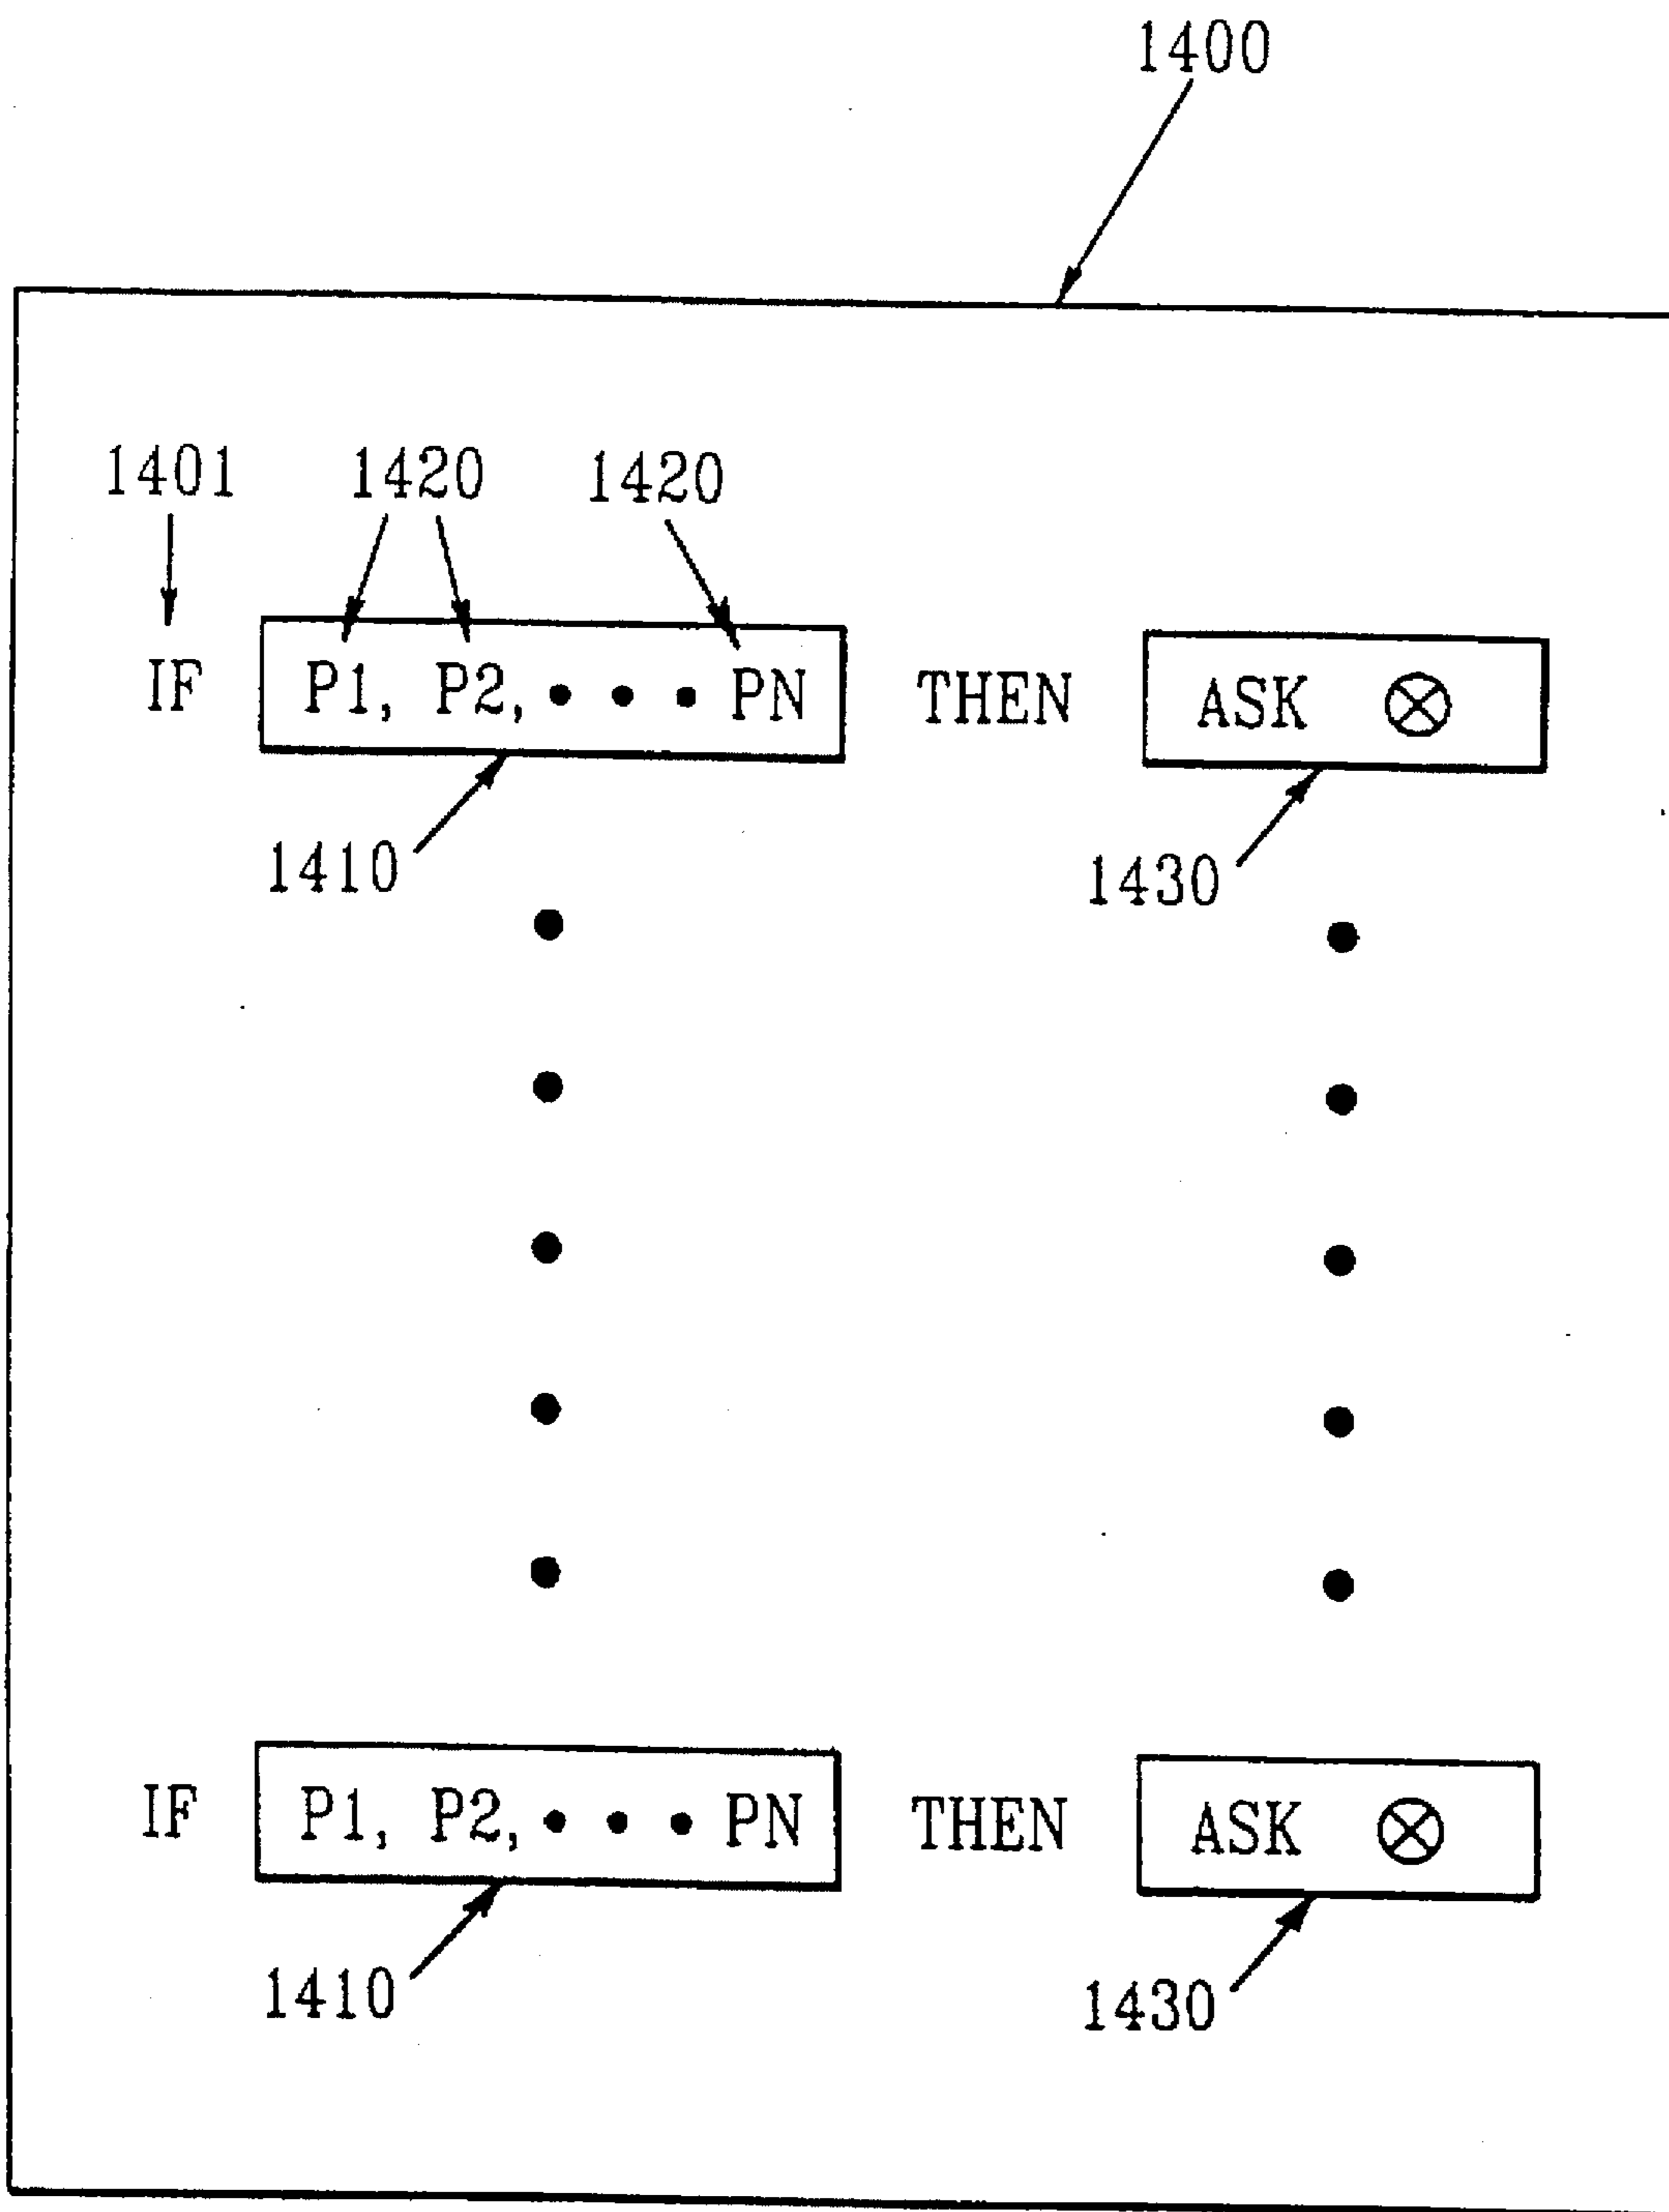 1400
1401 1420 1420
IF P1, P2, • • • PN THEN ASK ⊗
1410 1430
IF P1, P2, • • • PN THEN ASK ⊗
1410 1430